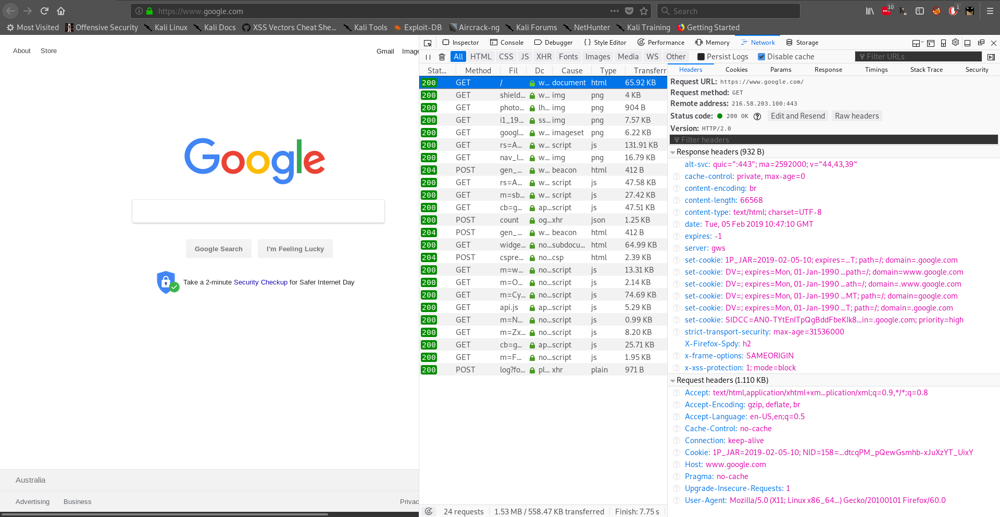 https://www.google.com
Search
10
1
Most Visited Offensive Security Kali Linux Kali Docs XSS Vectors Cheat She... Kali Tools Exploit-DB Aircrack-ng Kali Forums NetHunter Kali Training Getting Started
About Store Gmail Image
Google
Google Search I'm Feeling Lucky
Take a 2-minute Security Checkup for Safer Internet Day
Australia
Advertising Business Privac
Inspector Console Debugger { } Style Editor Performance Memory Network Storage
All HTML CSS JS XHR Fonts Images Media WS Other Persist Logs Disable cache Filter URLs
Stat... Method Fil Dc Cause Type Transferr
200 GET / w... document html 65.92 KB
200 GET shield... w... img png 4 KB
200 GET photo... lh... img png 904 B
200 GET i1_19... ss... img png 7.57 KB
200 GET googl... w... imageset png 6.22 KB
200 GET rs=A... w... script js 131.91 KB
200 GET nav_l... w... img png 16.79 KB
204 POST gen_... w... beacon html 412 B
200 GET rs=A... w... script js 47.58 KB
200 GET m=sb... w... script js 27.42 KB
200 GET cb=g... ap... script js 47.51 KB
200 POST count og... xhr json 1.25 KB
204 POST gen_... w... beacon html 412 B
200 GET widge... no... subdocu... html 64.99 KB
204 POST cspre... no... csp html 2.39 KB
200 GET m=w... no... script js 13.31 KB
200 GET m=O... no... script js 2.14 KB
200 GET m=Cy... no... script js 74.69 KB
200 GET api.js ap... script js 5.29 KB
200 GET m=N... no... script js 0.99 KB
200 GET m=Zx... no... script js 8.20 KB
200 GET cb=g... ap... script js 25.71 KB
200 GET m=F... no... script js 1.95 KB
200 POST log?fo... pl... xhr plain 971 B
24 requests 1.53 MB / 558.47 KB transferred Finish: 7.75 s
Headers Cookies Params Response Timings Stack Trace Security
Request URL: https://www.google.com/
Request method: GET
Remote address: 216.58.203.100:443
Status code: 200 OK Edit and Resend Raw headers
Version: HTTP/2.0
Filter headers
Response headers (932 B)
alt-svc: quic=":443"; ma=2592000; v="44,43,39"
cache-control: private, max-age=0
content-encoding: br
content-length: 66568
content-type: text/html; charset=UTF-8
date: Tue, 05 Feb 2019 10:47:10 GMT
expires: -1
server: gws
set-cookie: 1P_JAR=2019-02-05-10; expires=...T; path=/; domain=.google.com
set-cookie: DV=; expires=Mon, 01-Jan-1990 ...path=/; domain=www.google.com
set-cookie: DV=; expires=Mon, 01-Jan-1990 ...ath=/; domain=.www.google.com
set-cookie: DV=; expires=Mon, 01-Jan-1990 ...MT; path=/; domain=google.com
set-cookie: DV=; expires=Mon, 01-Jan-1990 ...T; path=/; domain=.google.com
set-cookie: SIDCC=AN0-TYtEnITpQgBddFbeKIk8...in=.google.com; priority=high
strict-transport-security: max-age=31536000
X-Firefox-Spdy: h2
x-frame-options: SAMEORIGIN
x-xss-protection: 1; mode=block
Request headers (1.110 KB)
Accept: text/html,application/xhtml+xm...plication/xml;q=0.9,*/*;q=0.8
Accept-Encoding: gzip, deflate, br
Accept-Language: en-US,en;q=0.5
Cache-Control: no-cache
Connection: keep-alive
Cookie: 1P_JAR=2019-02-05-10; NID=158=...dtcqPM_pQewGsmhb-xJuXzYT_UixY
Host: www.google.com
Pragma: no-cache
Upgrade-Insecure-Requests: 1
User-Agent: Mozilla/5.0 (X11; Linux x86_64...) Gecko/20100101 Firefox/60.0